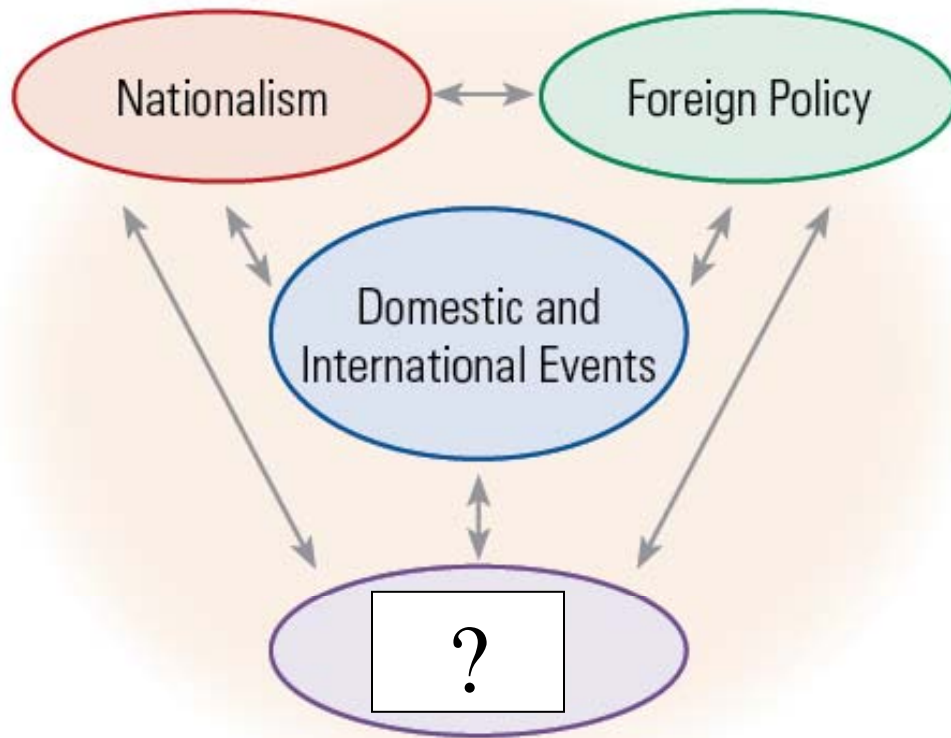 Nationalism
Foreign Policy
Domestic and
International Events
?